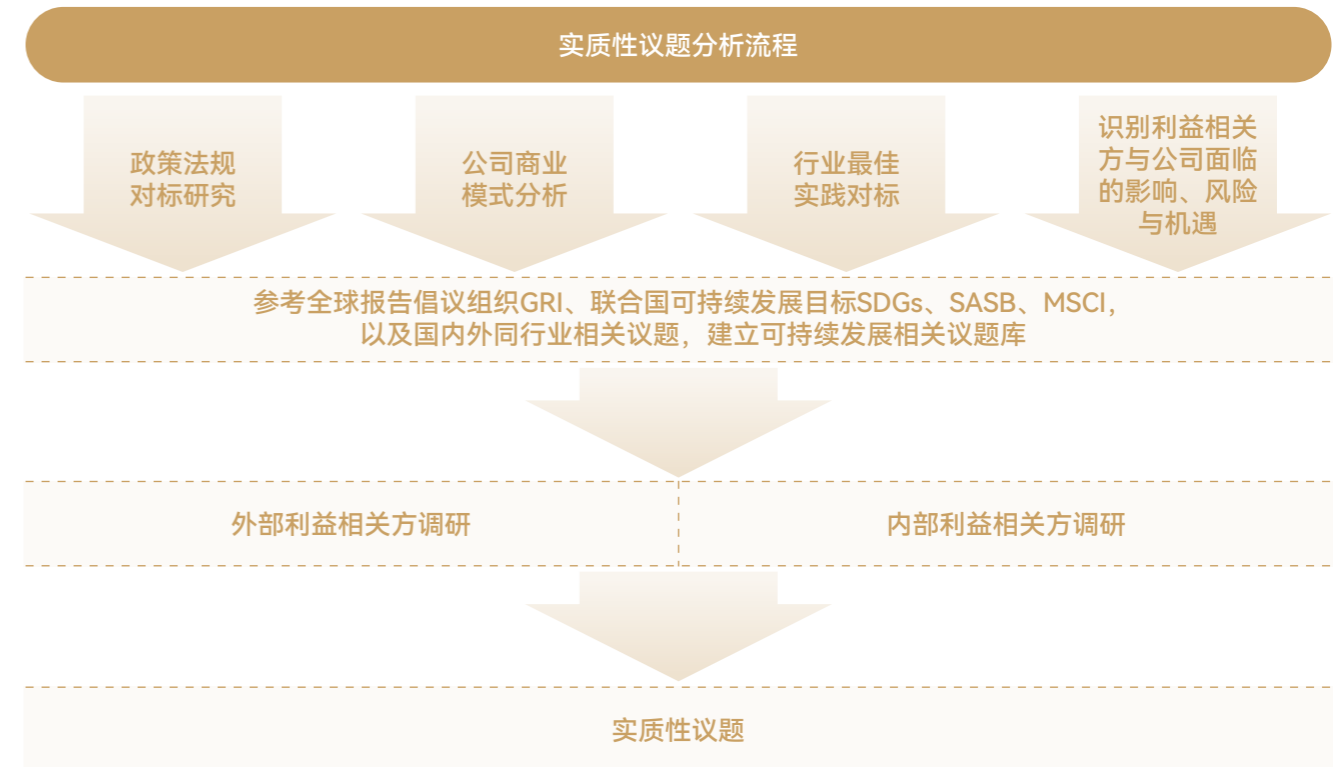 实质性议题分析流程
政策法规
对标研究
公司商业
模式分析
行业最佳
实践对标
识别利益相关
方与公司面临
的影响、风险
与机遇
参考全球报告倡议组织GRI、联合国可持续发展目标SDGs、SASB、MSCI，
以及国内外同行业相关议题，建立可持续发展相关议题库
外部利益相关方调研
内部利益相关方调研
实质性议题